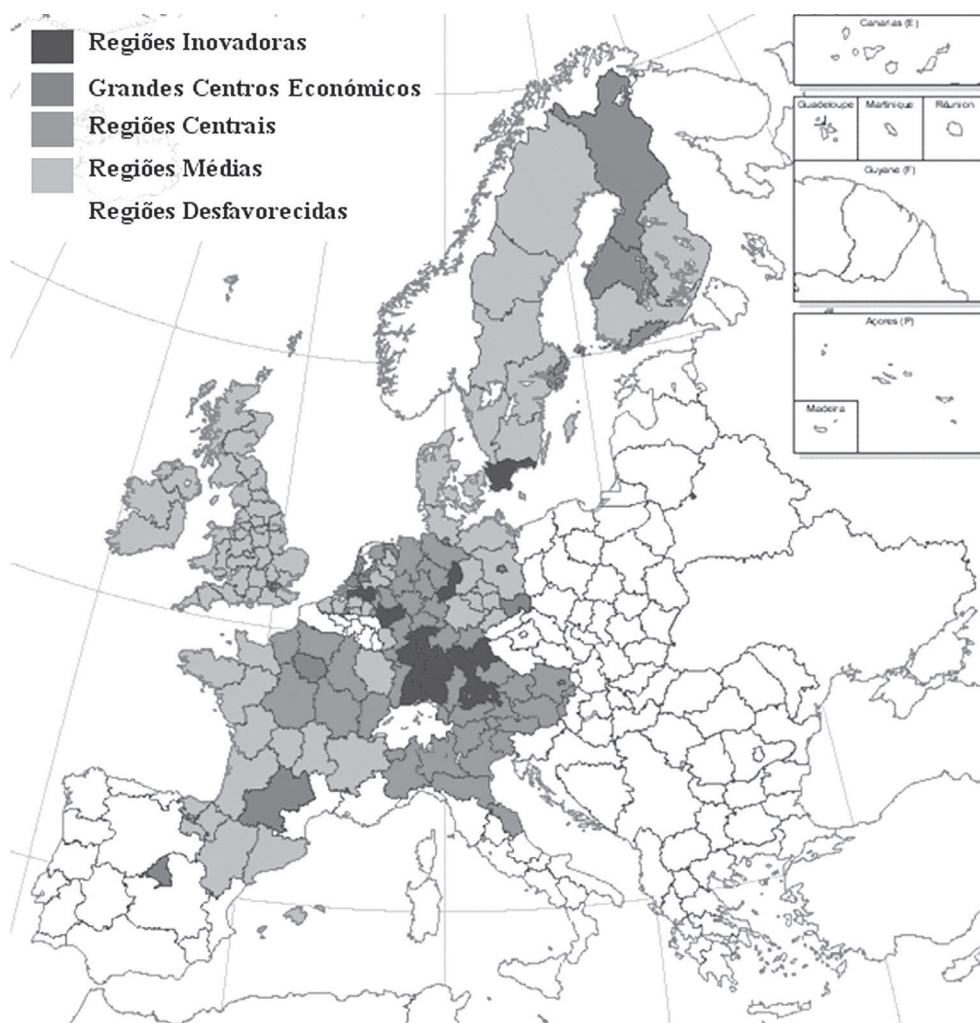 Regiões Inovadoras
Grandes Centros Económicos
Regiões Centrais
Regiões Médias
Regiões Desfavorecidas
Canarias (E)
Guadeloupe
Martinique
Réunion
Guyane (F)
Açores (P)
Madeira